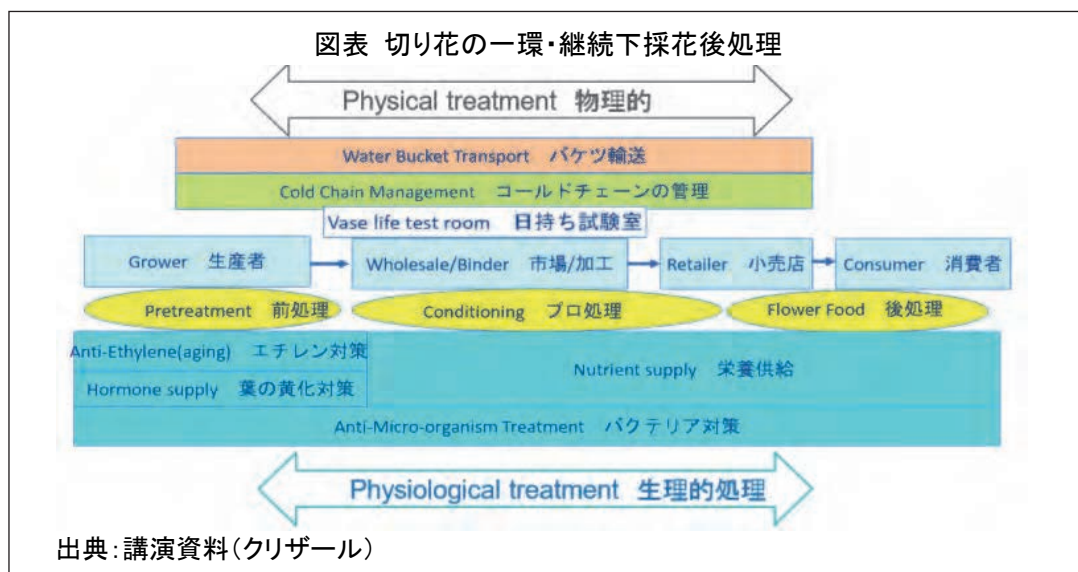 図表 切り花の一環・継続下採花後処理
Physical treatment 物理的
Water Bucket Transport バケツ輸送
Cold Chain Management コールドチェーンの管理
Vase life test room 日持ち試験室
Grower 生産者
Wholesale/Binder 市場/加工
Retailer 小売店
Consumer 消費者
Pretreatment 前処理
Conditioning プロ処理
Flower Food 後処理
Anti-Ethylene(aging) エチレン対策
Hormone supply 葉の黄化対策
Nutrient supply 栄養供給
Anti-Micro-organism Treatment バクテリア対策
Physiological treatment 生理的処理
出典：講演資料（クリザール）